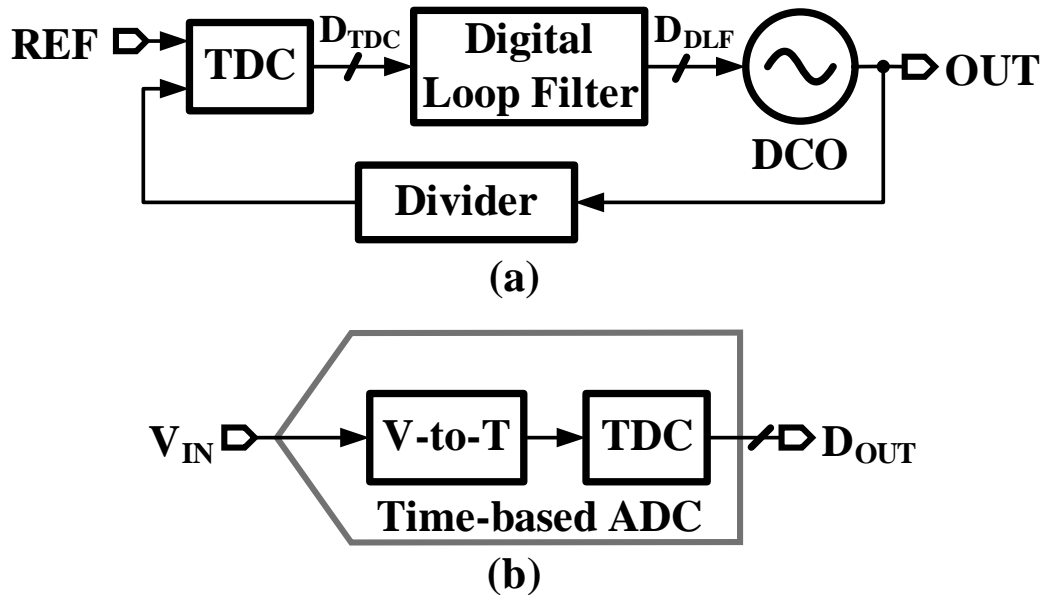 REF
TDC
D_TDC
Digital
Loop Filter
D_DLF
OUT
DCO
Divider
(a)
V_IN
V-to-T
TDC
D_OUT
Time-based ADC
(b)